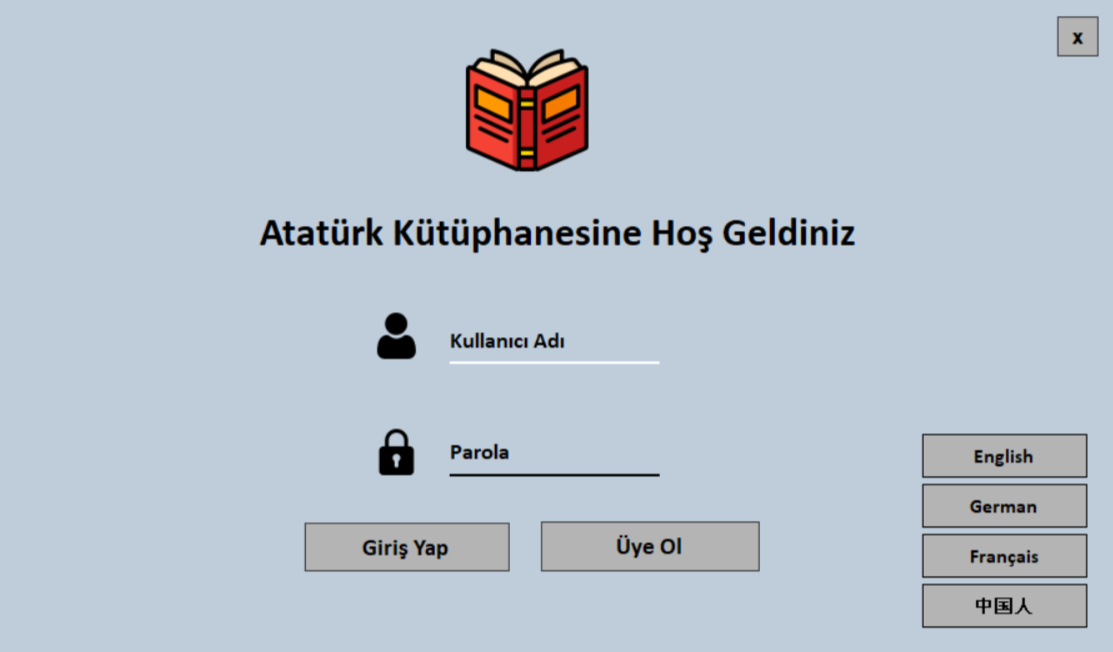 x
Atatürk Kütüphanesine Hoş Geldiniz
Kullanıcı Adı
Parola
Giriş Yap
Üye Ol
English
German
Français
中国人